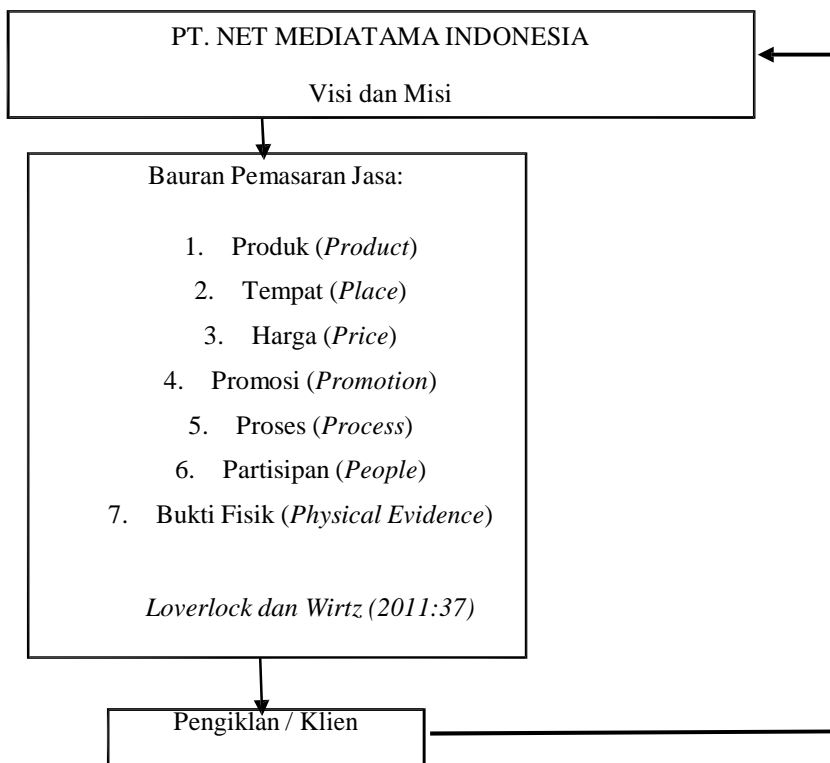 PT. NET MEDIATAMA INDONESIA
Visi dan Misi
Bauran Pemasaran Jasa:
1. Produk (Product)
2. Tempat (Place)
3. Harga (Price)
4. Promosi (Promotion)
5. Proses (Process)
6. Partisipan (People)
7. Bukti Fisik (Physical Evidence)
Loverlock dan Wirtz (2011:37)
Pengiklan / Klien